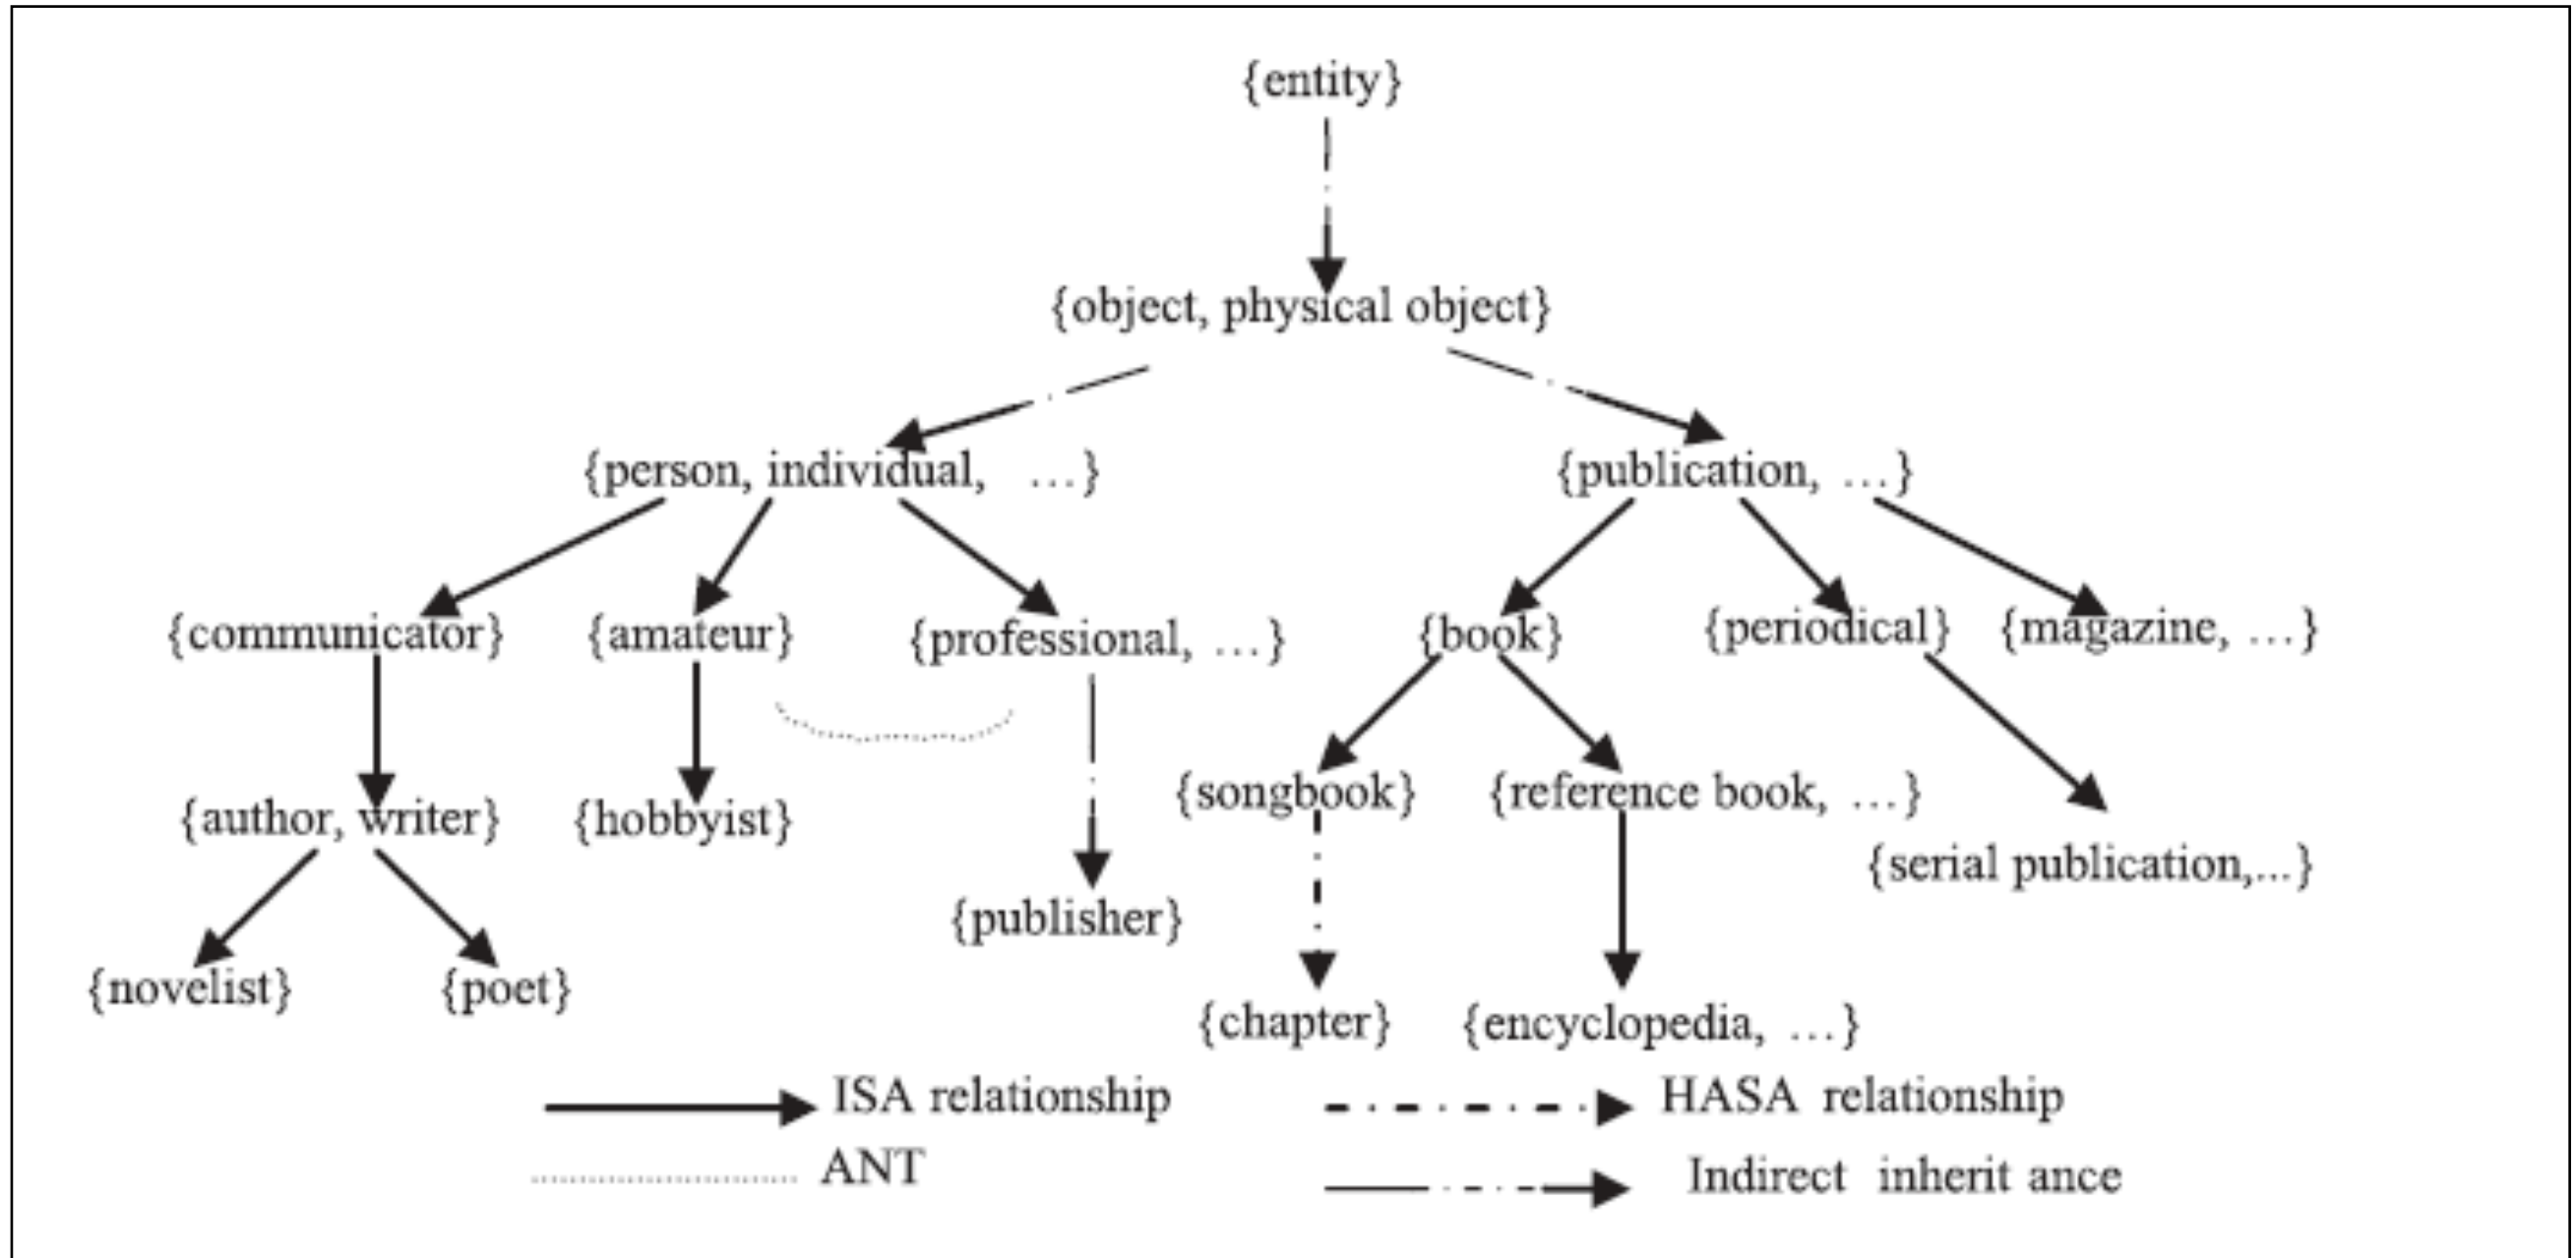 {entity}
{object, physical object}
{person, individual, ...}
{publication, ...}
{communicator}
{amateur}
{professional, ...}
{book}
{periodical}
{magazine, ...}
{author, writer}
{hobbyist}
{publisher}
{songbook}
{reference book, ...}
{serial publication,...}
{novelist}
{poet}
{chapter}
{encyclopedia, ...}
ISA relationship
HASA relationship
ANT
Indirect inherit ance